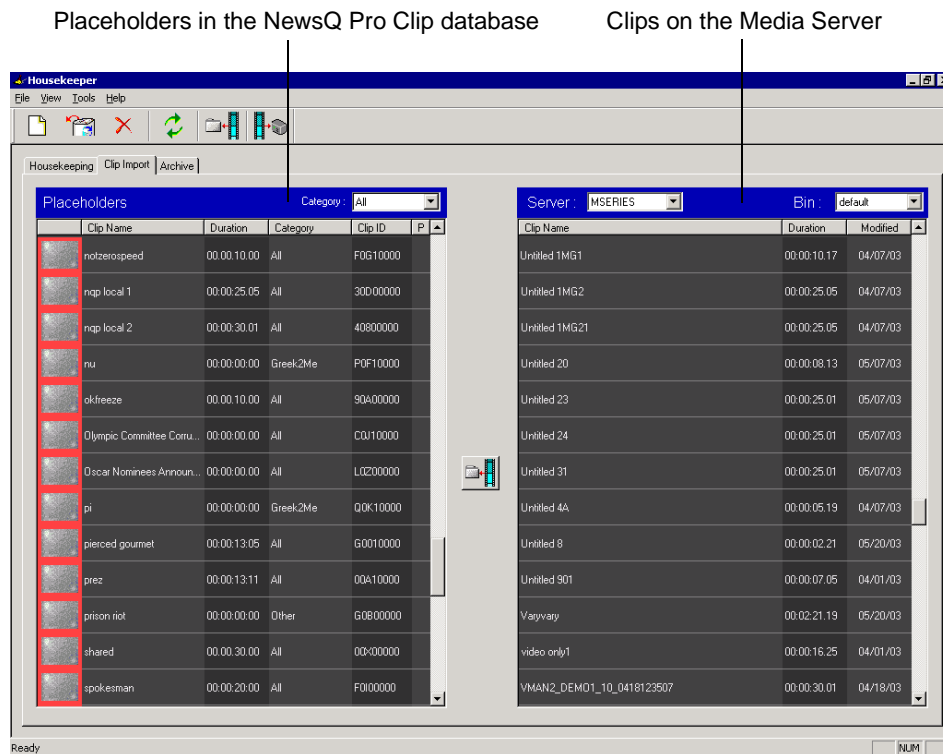 Placeholders in the NewsQ Pro Clip database Clips on the Media Server
Housekeeper
File View Tools Help
Housekeeping Clip Import Archive
Placeholders Category : All Server : MSERIES Bin : default
Clip Name Duration Category Clip ID P Clip Name Duration Modified
notzerospeed 00.00.10.00 All F0G10000 Untitled 1MG1 00:00:10.17 04/07/03
nqp local 1 00:00:25.05 All 30D00000 Untitled 1MG2 00:00:25.05 04/07/03
nqp local 2 00:00:30.01 All 40800000 Untitled 1MG21 00:00:25.05 04/07/03
nu 00:00:00:00 Greek2Me P0F10000 Untitled 20 00:00:08.13 05/07/03
okfreeze 00.00.10.00 All 90A00000 Untitled 23 00:00:25.01 05/07/03
Olympic Committee Corru... 00:00:00.00 All C0J10000 Untitled 24 00:00:25.01 05/07/03
Oscar Nominees Announ... 00:00:00.00 All L0Z00000 Untitled 31 00:00:25.01 05/07/03
pi 00:00:00:00 Greek2Me Q0K10000 Untitled 4A 00:00:05.19 04/07/03
pierced gourmet 00:00:13:05 All G0010000 Untitled 8 00:00:02.21 05/20/03
prez 00:00:13:11 All 00A10000 Untitled 901 00:00:07.05 04/01/03
prison riot 00:00:00:00 Other G0B00000 Varyvary 00:02:21.19 05/20/03
shared 00.00.30.00 All 00X00000 video only1 00:00:16.25 04/01/03
spokesman 00:00:20:00 All F0I00000 VMAN2_DEMO1_10_0418123507 00:00:30.01 04/18/03
Ready NUM